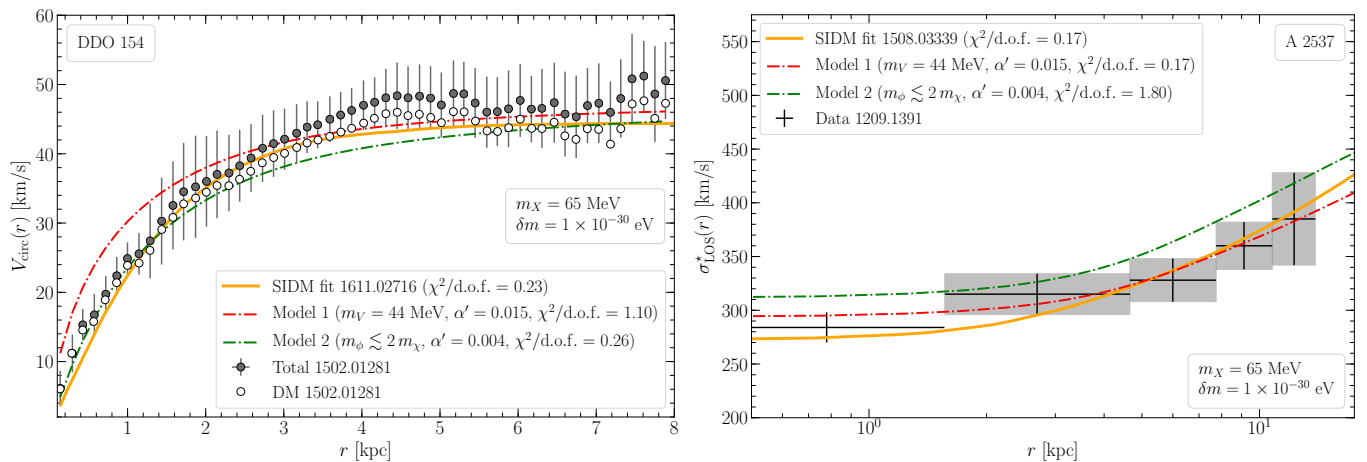 DDO 154
V_circ(r) [km/s]
60
50
40
30
20
10
m_X = 65 MeV
δm = 1 × 10^{-30} eV
SIDM fit 1611.02716 (χ²/d.o.f. = 0.23)
Model 1 (m_V = 44 MeV, α′ = 0.015, χ²/d.o.f. = 1.10)
Model 2 (m_ϕ ≲ 2 m_χ, α′ = 0.004, χ²/d.o.f. = 0.26)
Total 1502.01281
DM 1502.01281
1 2 3 4 5 6 7 8
r [kpc]
SIDM fit 1508.03339 (χ²/d.o.f. = 0.17)
Model 1 (m_V = 44 MeV, α′ = 0.015, χ²/d.o.f. = 0.17)
Model 2 (m_ϕ ≲ 2 m_χ, α′ = 0.004, χ²/d.o.f. = 1.80)
Data 1209.1391
A 2537
σ^⋆_LOS(r) [km/s]
550
500
450
400
350
300
250
200
m_X = 65 MeV
δm = 1 × 10^{-30} eV
10^0 10^1
r [kpc]